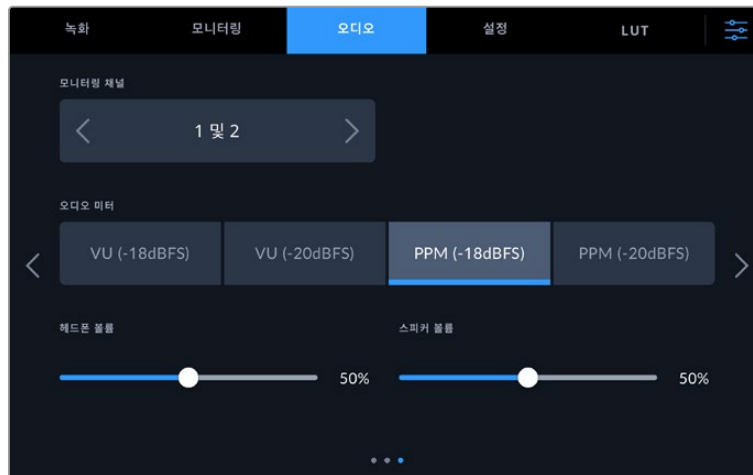 녹화 모니터링 오디오 설정 LUT
모니터링 채널
1 및 2
오디오 미터
VU (-18dBFS) VU (-20dBFS) PPM (-18dBFS) PPM (-20dBFS)
헤드폰 볼륨 스피커 볼륨
50% 50%